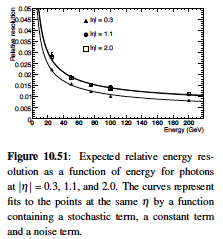 Relative resolution
0.05
0.045
0.04
0.035
0.03
0.025
0.02
0.015
0.01
0.005
0
|η| = 0.3
|η| = 1.1
|η| = 2.0
0 20 40 60 80 100 120 140 160 180 200
Energy (GeV)
Figure 10.51: Expected relative energy res-
olution as a function of energy for photons
at |η| = 0.3, 1.1, and 2.0. The curves represent
fits to the points at the same η by a function
containing a stochastic term, a constant term
and a noise term.